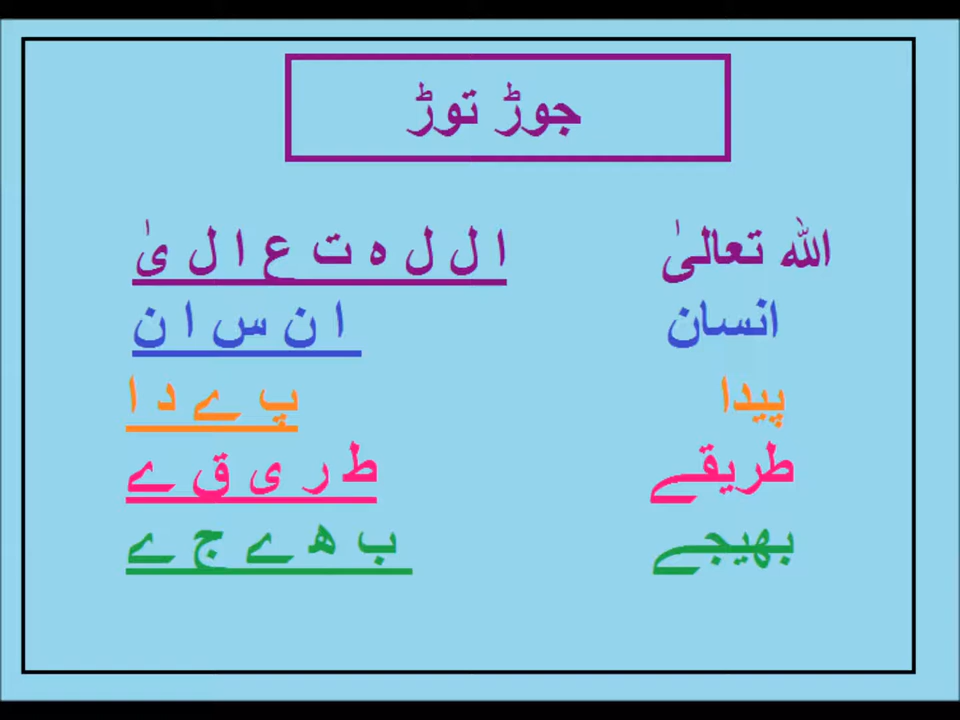 جوڑ توڑ
اللہ تعالیٰ ا ل ل ہ ت ع ا ل یٰ
انسان ا ن س ا ن
پیدا پ ے د ا
طریقے ط ر ی ق ے
بھیجے ب ھ ے ج ے